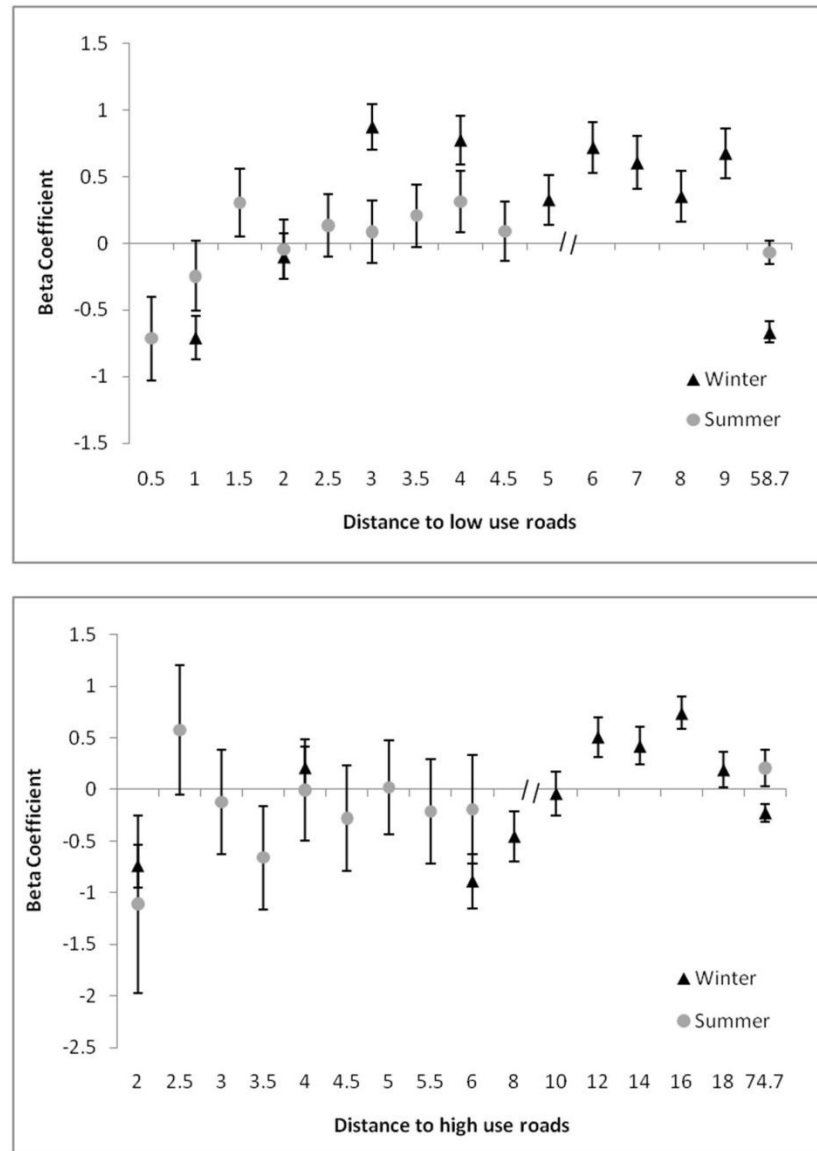 1.5
1
0.5
0
-0.5
-1
-1.5
Beta Coefficient
//
Winter
Summer
0.5 1 1.5 2 2.5 3 3.5 4 4.5 5 6 7 8 9 58.7
Distance to low use roads
1.5
1
0.5
0
-0.5
-1
-1.5
-2
-2.5
Beta Coefficient
//
Winter
Summer
2 2.5 3 3.5 4 4.5 5 5.5 6 8 10 12 14 16 18 74.7
Distance to high use roads